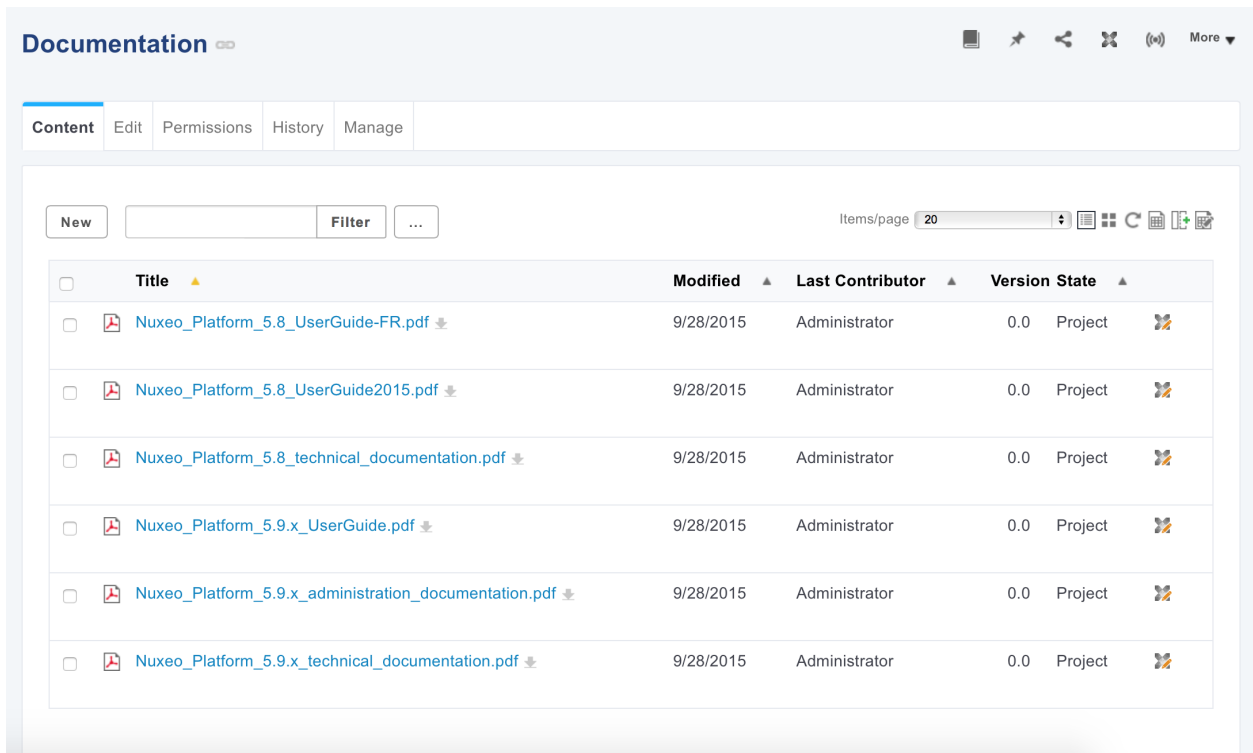 Documentation
More
Content Edit Permissions History Manage
New Filter ... Items/page 20
Title Modified Last Contributor Version State
Nuxeo_Platform_5.8_UserGuide-FR.pdf 9/28/2015 Administrator 0.0 Project
Nuxeo_Platform_5.8_UserGuide2015.pdf 9/28/2015 Administrator 0.0 Project
Nuxeo_Platform_5.8_technical_documentation.pdf 9/28/2015 Administrator 0.0 Project
Nuxeo_Platform_5.9.x_UserGuide.pdf 9/28/2015 Administrator 0.0 Project
Nuxeo_Platform_5.9.x_administration_documentation.pdf 9/28/2015 Administrator 0.0 Project
Nuxeo_Platform_5.9.x_technical_documentation.pdf 9/28/2015 Administrator 0.0 Project